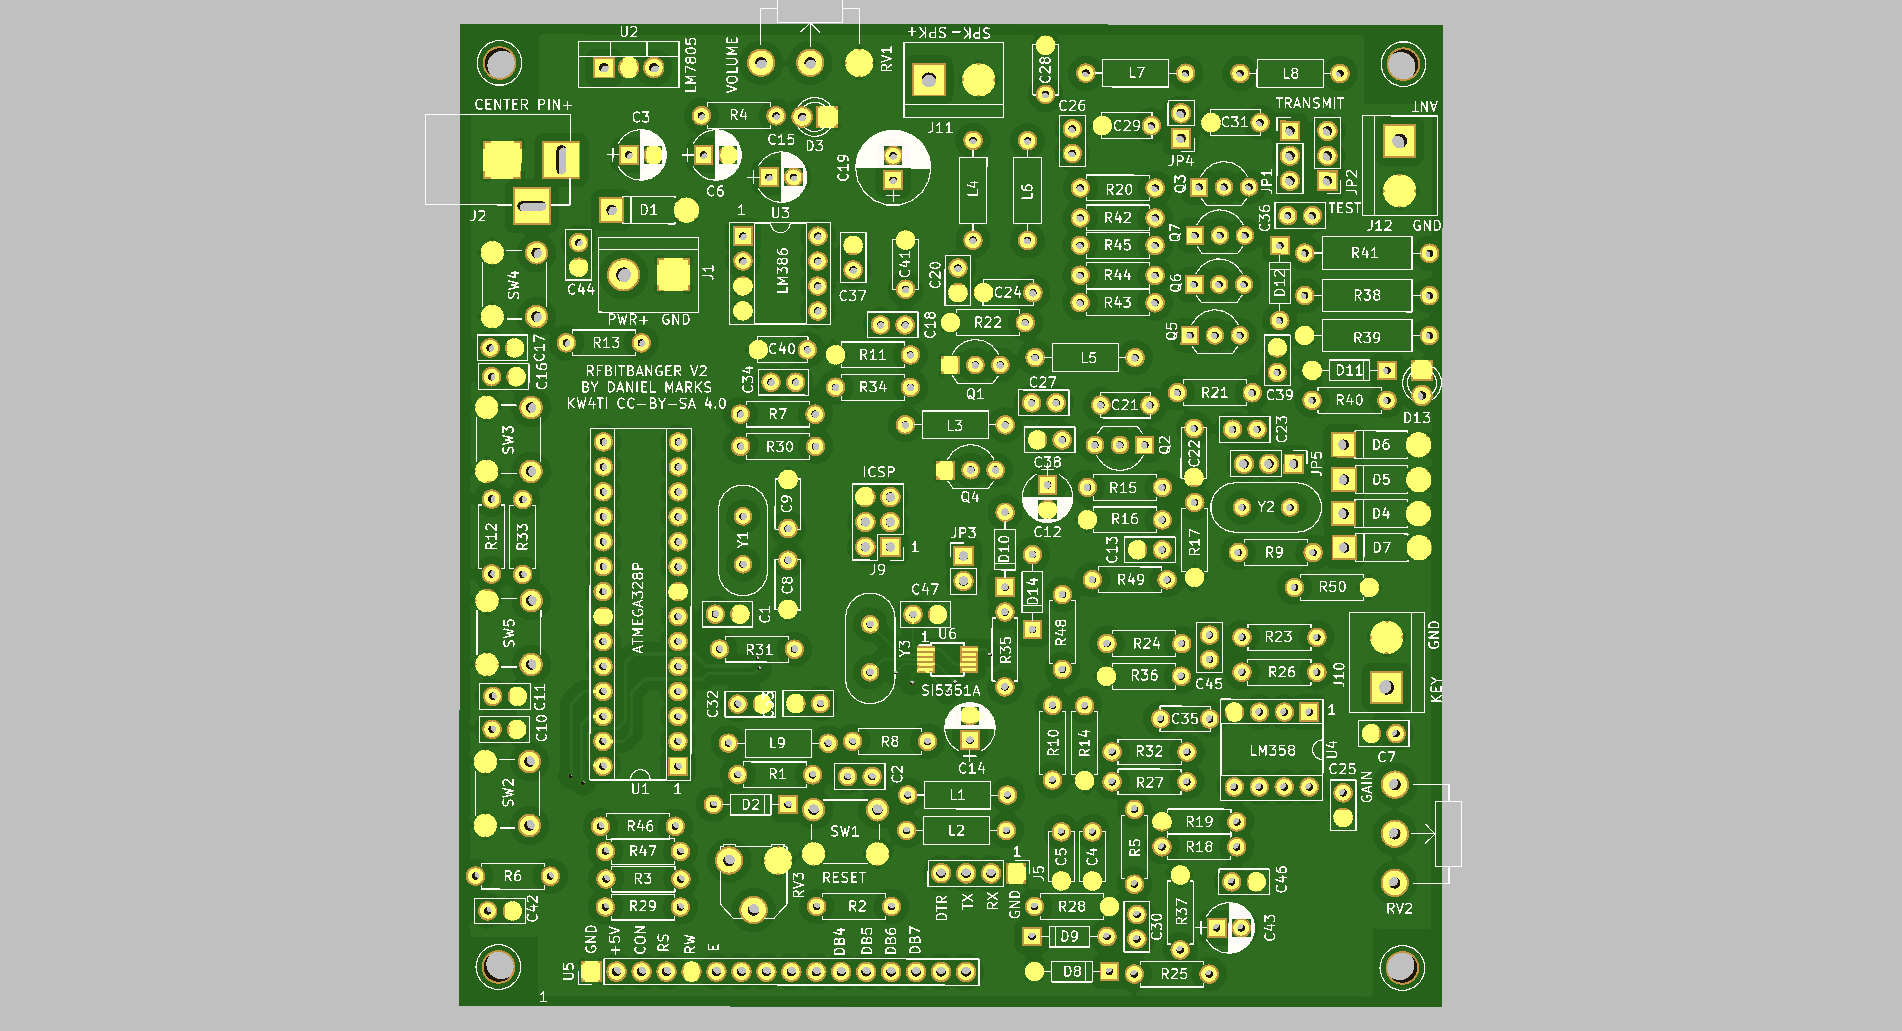 U2
LM7805
VOLUME
RV1
SPK-SPK+
J11
C28
L7
L8
TRANSMIT
ANT
CENTER PIN+
C3
R4
C15
D3
C6
C19
C26
C29
JP4
C31
J2
D1
1
U3
L4
L6
R20
Q3
JP1
JP2
TEST
C36
J12
GND
R42
Q7
R45
R44
Q6
R43
D12
R41
R38
R39
SW4
C44
J1
PWR+ GND
LM386
C37
C41
C20
C24
C18
R22
Q5
C17
R13
C40
R11
L5
C39
D11
C16
RFBITBANGER V2
BY DANIEL MARKS
KW4TI CC-BY-SA 4.0
C34
R34
Q1
C27
C21
R21
R40
D13
R7
L3
C23
D6
SW3
R30
C38
Q2
C22
JP5
D5
ICSP
Q4
C9
R15
Y2
D4
R12
R33
Y1
C12
R16
R17
JP3
D10
C13
R9
D7
1
J9
ATMEGA328P
C8
C47
D14
R49
R50
C1
U6
1
SW5
R31
Y3
R35
R48
R24
C45
R23
GND
SI5351A
R36
R26
J10
KEY
C11
C32
C10
L9
R8
C14
R10
R14
C35
R32
1
LM358
U4
C7
R1
C2
R27
C25
GAIN
U1
1
SW2
D2
L1
SW1
L2
R46
R47
R5
R19
R18
C5
C4
R6
R3
RV3
RESET
1
J5
C46
C42
R29
R2
DTR
TX
RX
GND
R28
C30
R37
C43
RV2
GND
+5V
CON
RS
RW
E
DB4
DB5
DB6
DB7
D9
U5
D8
R25
1